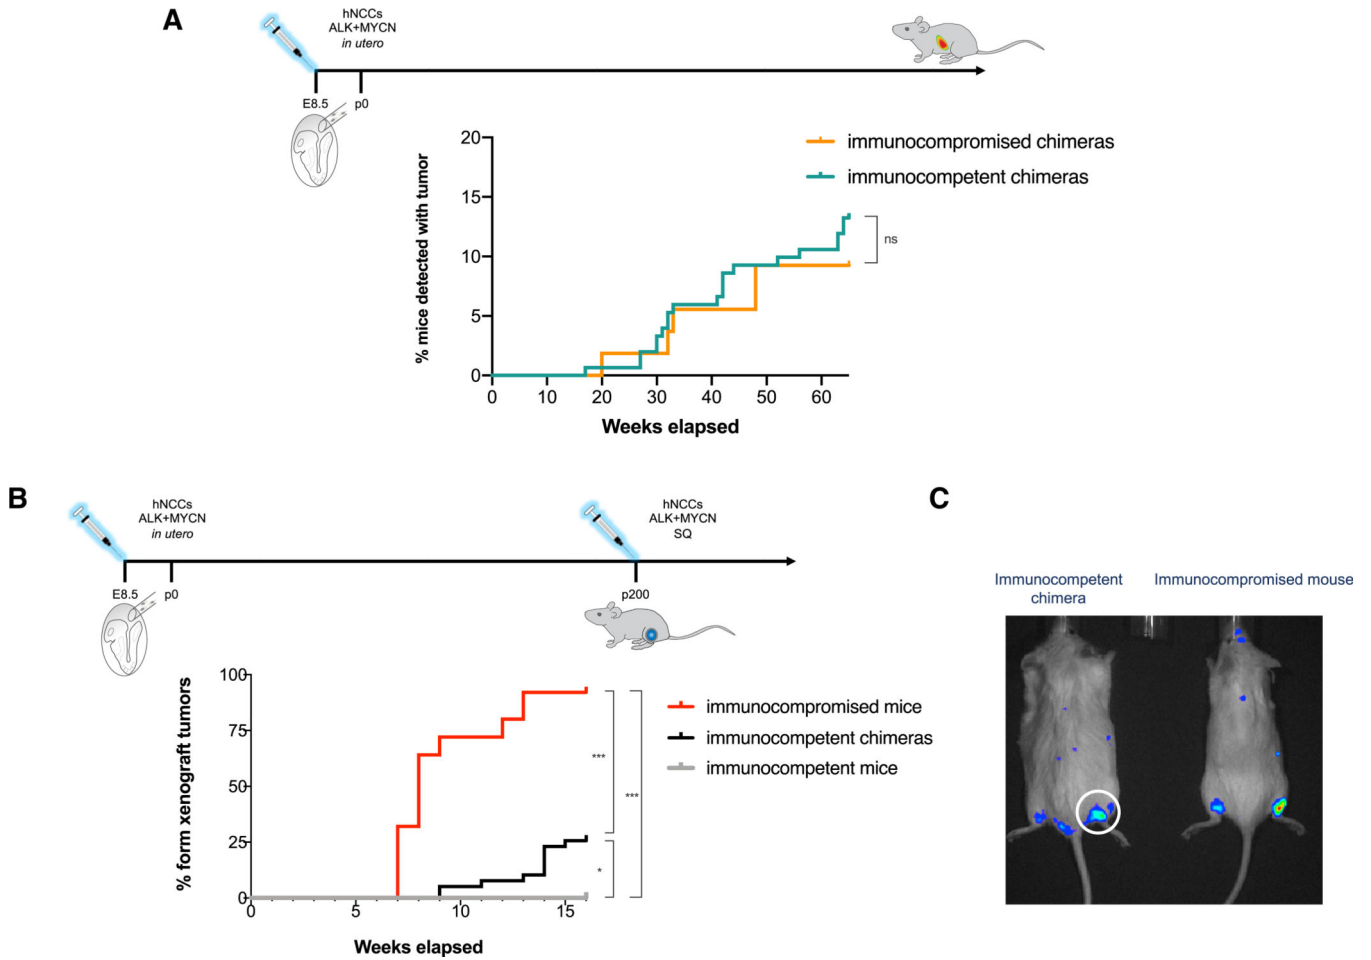 A
hNCCs
ALK+MYCN
in utero
E8.5 p0
20
15
10
5
0
% mice detected with tumor
0 10 20 30 40 50 60
Weeks elapsed
immunocompromised chimeras
immunocompetent chimeras
ns
B
hNCCs
ALK+MYCN
in utero
hNCCs
ALK+MYCN
SQ
E8.5 p0 p200
100
75
50
25
0
% form xenograft tumors
0 5 10 15
Weeks elapsed
immunocompromised mice
immunocompetent chimeras
immunocompetent mice
***
***
*
C
Immunocompetent
chimera
Immunocompromised mouse